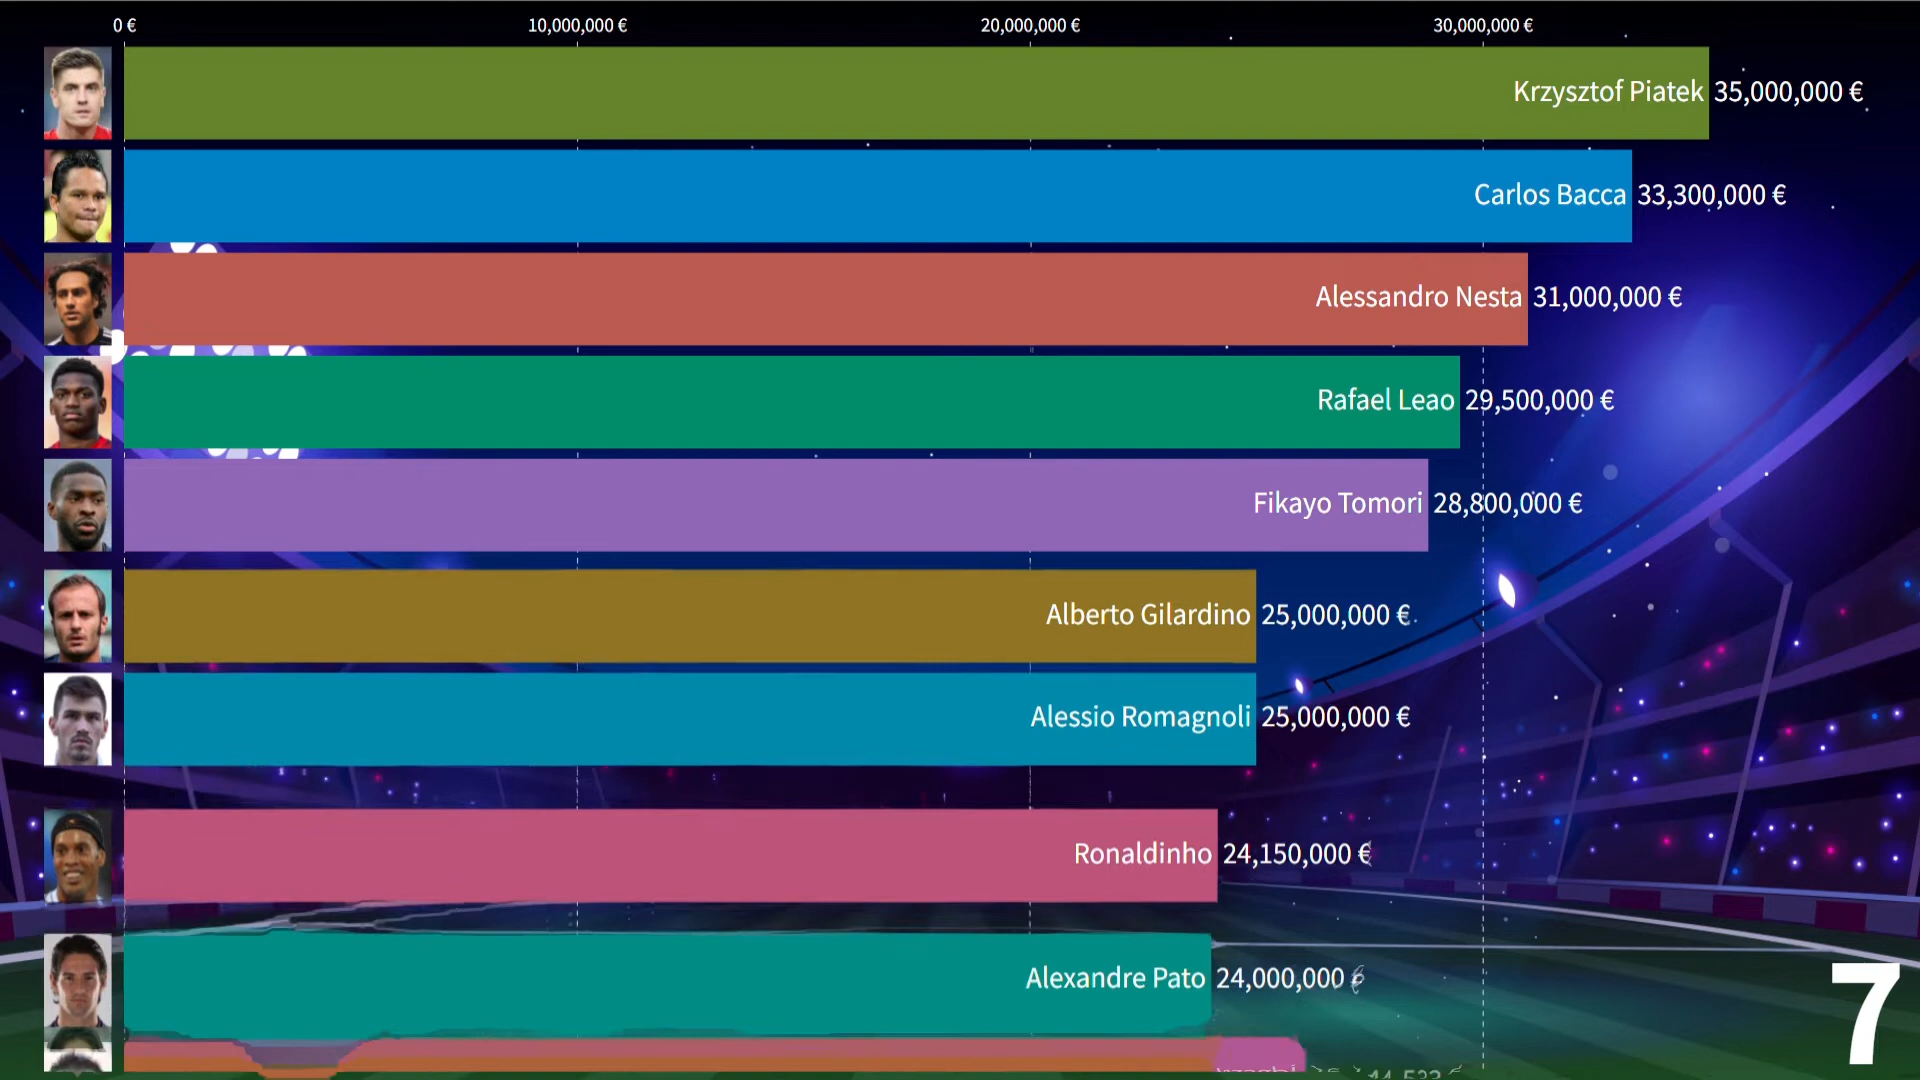 0 € 10,000,000 € 20,000,000 € 30,000,000 €
Krzysztof Piatek 35,000,000 €
Carlos Bacca 33,300,000 €
Alessandro Nesta 31,000,000 €
Rafael Leao 29,500,000 €
Fikayo Tomori 28,800,000 €
Alberto Gilardino 25,000,000 €
Alessio Romagnoli 25,000,000 €
Ronaldinho 24,150,000 €
Alexandre Pato 24,000,000 €
7